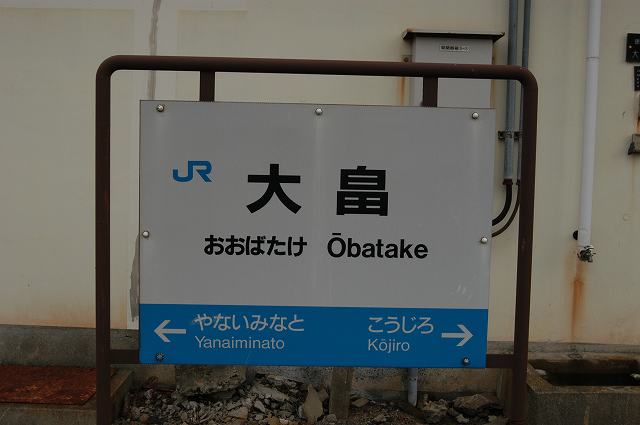 JR 大畠
おおばたけ Ōbatake
← やないみなと こうじろ →
Yanaiminato Kōjiro